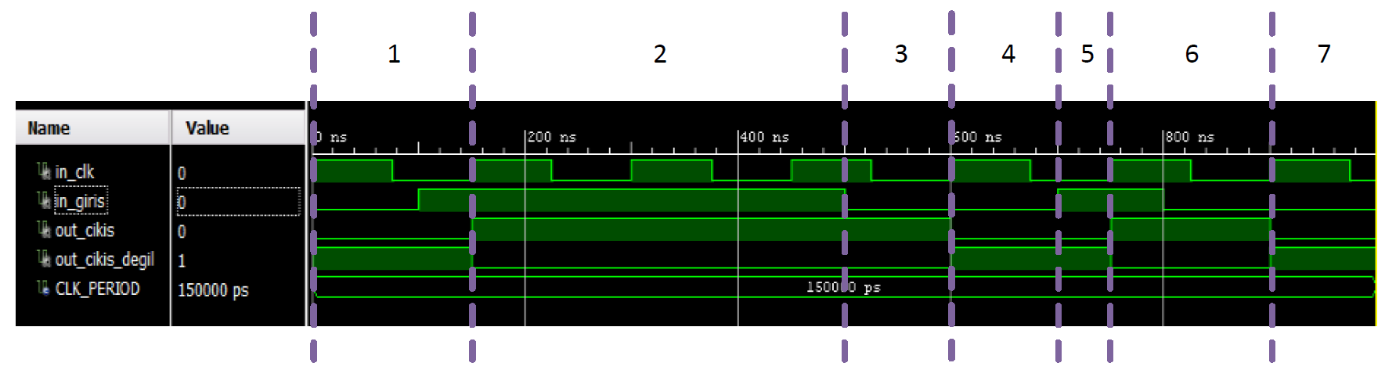 1 2 3 4 5 6 7
Name Value
0 ns 200 ns 400 ns 600 ns 800 ns
in_clk 0
in_giris 0
out_cikis 0
out_cikis_degil 1
CLK_PERIOD 150000 ps 150000 ps